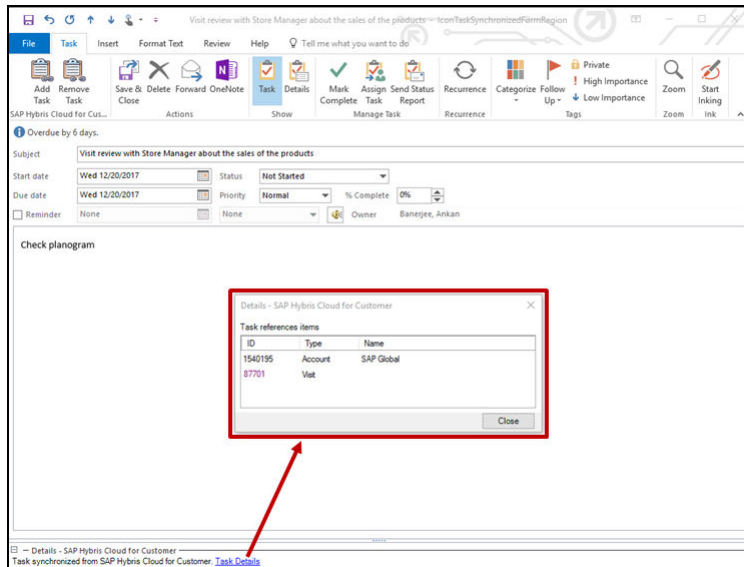 Visit review with Store Manager about the sales of the products - IconTaskSynchronizedFormRegion
File Task Insert Format Text Review Help Tell me what you want to do
Add Task
Remove Task
Save & Close
Delete
Forward
OneNote
Task
Details
Mark Complete
Assign Task
Send Status Report
Recurrence
Categorize
Follow Up
Private
High Importance
Low Importance
Zoom
Start Inking
SAP Hybris Cloud for Cus... Actions Show Manage Task Recurrence Tags Zoom Ink
Overdue by 6 days.
Subject Visit review with Store Manager about the sales of the products
Start date Wed 12/20/2017 Status Not Started
Due date Wed 12/20/2017 Priority Normal % Complete 0%
Reminder None None Owner Banerjee, Ankan
Check planogram
Details - SAP Hybris Cloud for Customer
Task references items
ID Type Name
1540195 Account SAP Global
87701 Visit
Close
Details - SAP Hybris Cloud for Customer
Task synchronized from SAP Hybris Cloud for Customer. Task Details